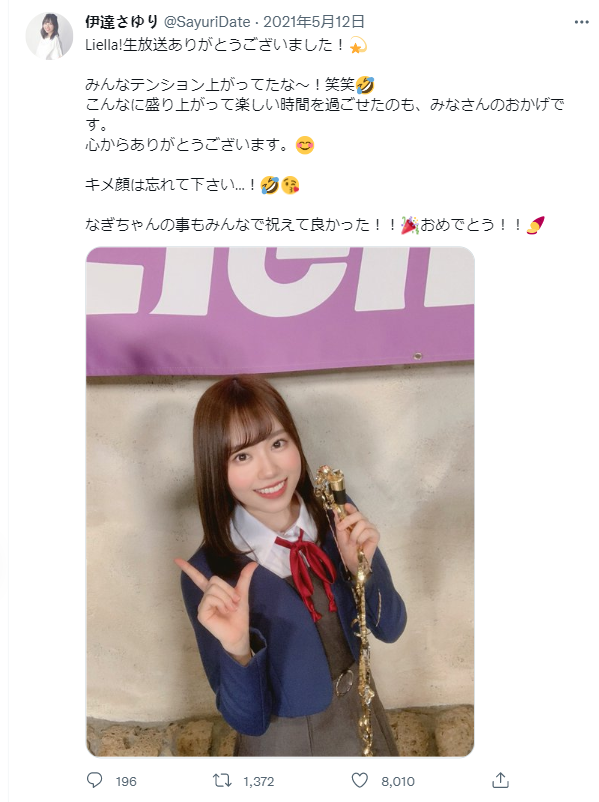 伊達さゆり @SayuriDate · 2021年5月12日
Liella!生放送ありがとうございました！💫
みんなテンション上がってたな〜！笑笑🤣
こんなに盛り上がって楽しい時間を過ごせたのも、みなさんのおかげで
す。
心からありがとうございます。😊
キメ顔は忘れて下さい...！🤣😘
なぎちゃんの事もみんなで祝えて良かった！！🎉おめでとう！！💅
Liell
196
1,372
8,010